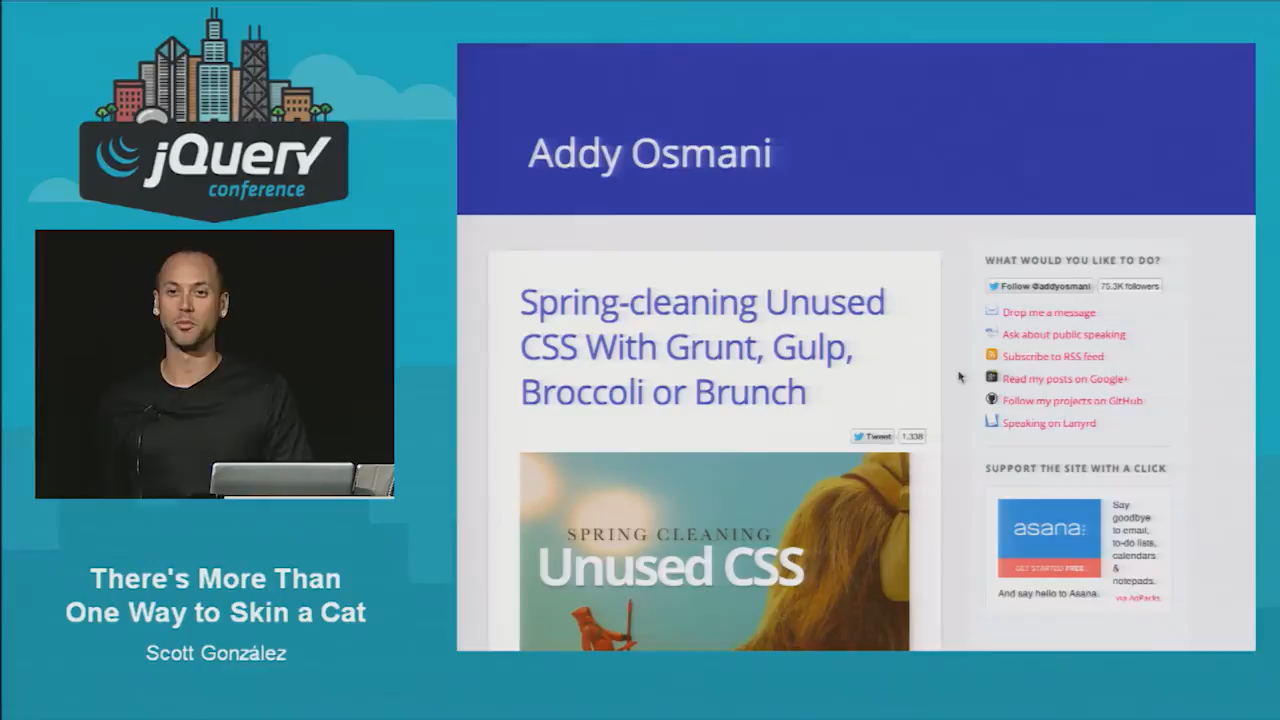 jQuery
conference
There's More Than
One Way to Skin a Cat
Scott González
Addy Osmani
Spring-cleaning Unused
CSS With Grunt, Gulp,
Broccoli or Brunch
Tweet
1,338
SPRING CLEANING
Unused CSS
WHAT WOULD YOU LIKE TO DO?
Follow @addyosmani
75.3K followers
Drop me a message
Ask about public speaking
Subscribe to RSS feed
Read my posts on Google+
Follow my projects on GitHub
Speaking on Lanyrd
SUPPORT THE SITE WITH A CLICK
asana
GET STARTED FREE
Say
goodbye
to email,
to-do lists,
calendars
&
notepads.
And say hello to Asana.
via AdPacks.